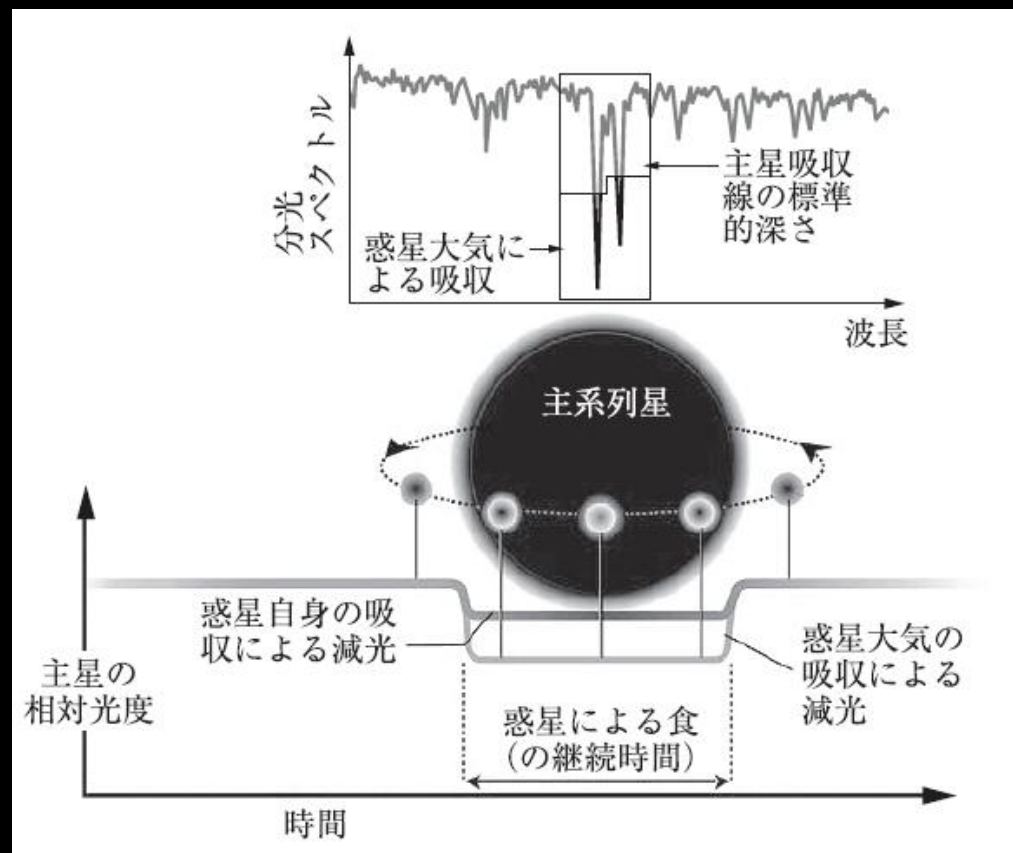 分光
スペクトル
主星吸収
線の標準
的深さ
惑星大気に
よる吸収
波長
主系列星
惑星自身の吸
収による減光
惑星大気の
吸収による
減光
主星の
相対光度
惑星による食
(の継続時間)
時間